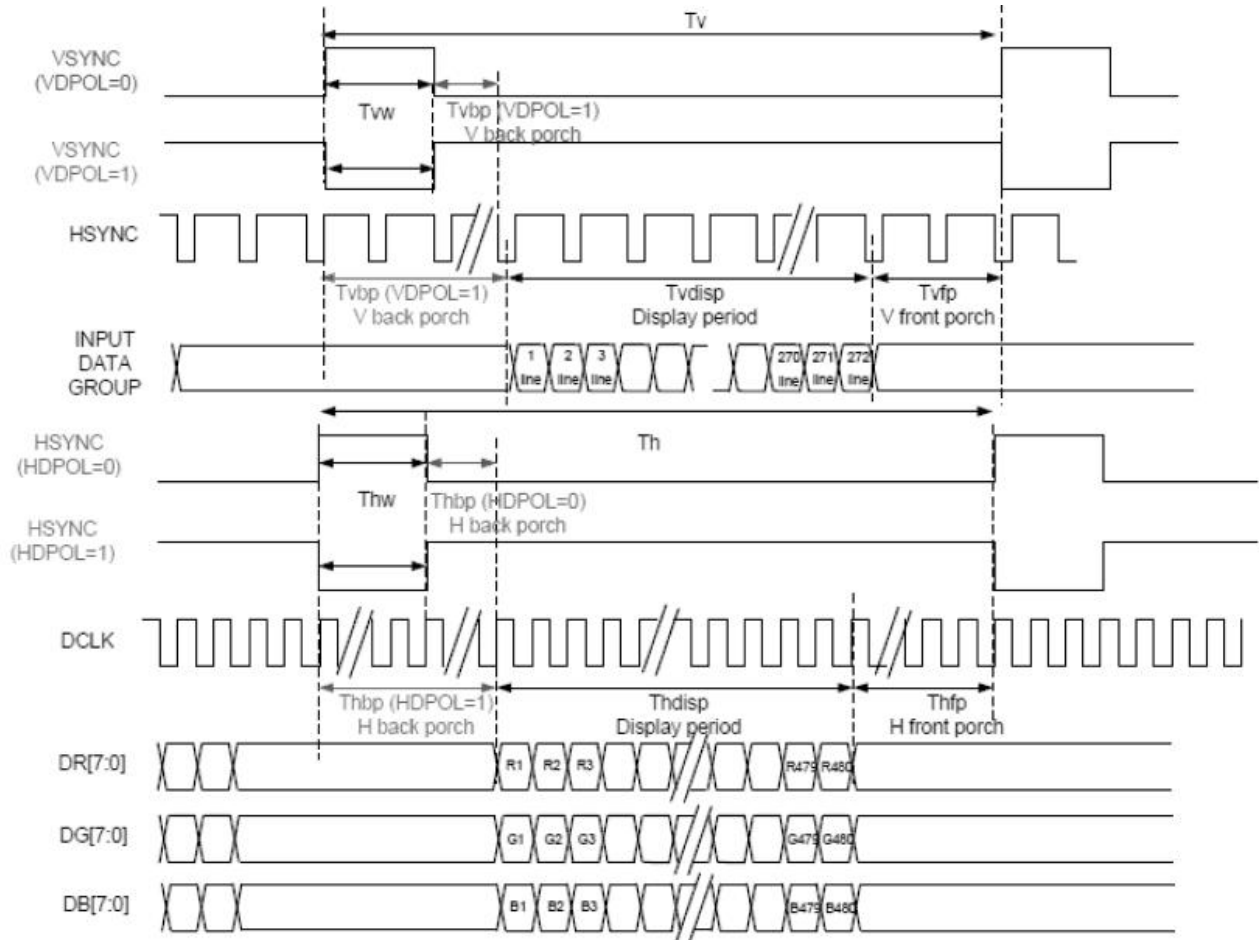 Tv
VSYNC
(VDPOL=0)
Tvw
Tvbp (VDPOL=1)
V back porch
VSYNC
(VDPOL=1)
HSYNC
Tvbp (VDPOL=1)
V back porch
Tvdisp
Display period
Tvfp
V front porch
INPUT
DATA
GROUP
1 line
2 line
3 line
270 line
271 line
272 line
HSYNC
(HDPOL=0)
Th
Thw
Thbp (HDPOL=0)
H back porch
HSYNC
(HDPOL=1)
DCLK
Thbp (HDPOL=1)
H back porch
Thdisp
Display period
Thfp
H front porch
DR[7:0] R1 R2 R3 R479 R480
DG[7:0] G1 G2 G3 G479 G480
DB[7:0] B1 B2 B3 B479 B480